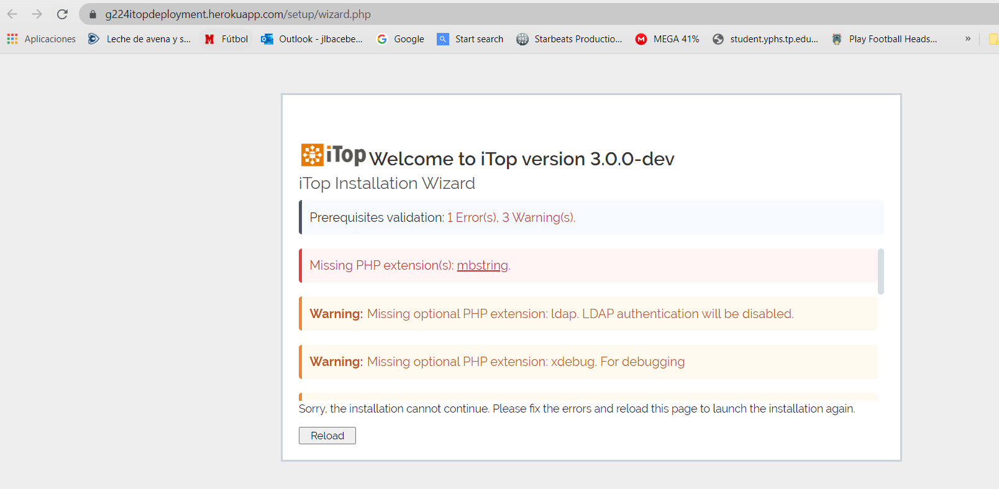 g224itopdeployment.herokuapp.com/setup/wizard.php
Aplicaciones Leche de avena y s... Fútbol Outlook - jlbacebe... Google Start search Starbeats Productio... MEGA 41% student.yphs.tp.edu... Play Football Heads... »
iTop Welcome to iTop version 3.0.0-dev
iTop Installation Wizard
Prerequisites validation: 1 Error(s), 3 Warning(s).
Missing PHP extension(s): mbstring.
Warning: Missing optional PHP extension: ldap. LDAP authentication will be disabled.
Warning: Missing optional PHP extension: xdebug. For debugging
Sorry, the installation cannot continue. Please fix the errors and reload this page to launch the installation again.
Reload